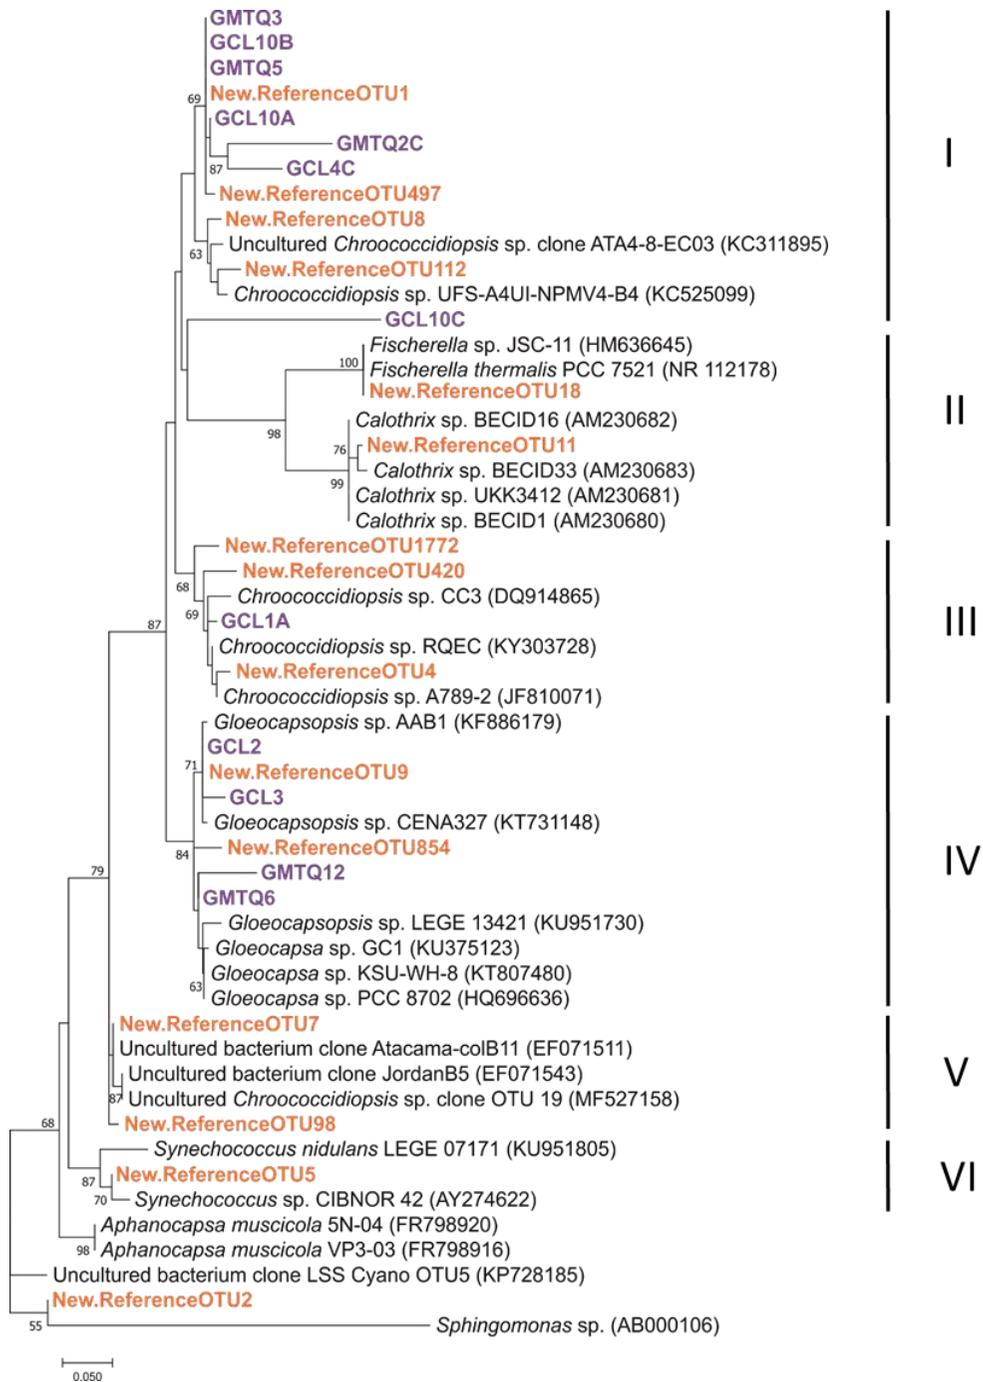 GMTQ3
GCL10B
GMTQ5
69
New.ReferenceOTU1
GCL10A
GMTQ2C
87
GCL4C
New.ReferenceOTU497
New.ReferenceOTU8
Uncultured Chroococcidiopsis sp. clone ATA4-8-EC03 (KC311895)
63
New.ReferenceOTU112
Chroococcidiopsis sp. UFS-A4UI-NPMV4-B4 (KC525099)
GCL10C
I
Fischerella sp. JSC-11 (HM636645)
100
Fischerella thermalis PCC 7521 (NR 112178)
New.ReferenceOTU18
98
Calothrix sp. BECID16 (AM230682)
76
New.ReferenceOTU11
Calothrix sp. BECID33 (AM230683)
99
Calothrix sp. UKK3412 (AM230681)
Calothrix sp. BECID1 (AM230680)
II
New.ReferenceOTU1772
68
New.ReferenceOTU420
Chroococcidiopsis sp. CC3 (DQ914865)
69
GCL1A
87
Chroococcidiopsis sp. RQEC (KY303728)
New.ReferenceOTU4
Chroococcidiopsis sp. A789-2 (JF810071)
III
Gloeocapsopsis sp. AAB1 (KF886179)
GCL2
71
New.ReferenceOTU9
GCL3
Gloeocapsopsis sp. CENA327 (KT731148)
84
New.ReferenceOTU854
79
GMTQ12
GMTQ6
Gloeocapsopsis sp. LEGE 13421 (KU951730)
Gloeocapsa sp. GC1 (KU375123)
Gloeocapsa sp. KSU-WH-8 (KT807480)
63
Gloeocapsa sp. PCC 8702 (HQ696636)
IV
New.ReferenceOTU7
Uncultured bacterium clone Atacama-colB11 (EF071511)
Uncultured bacterium clone JordanB5 (EF071543)
87
Uncultured Chroococcidiopsis sp. clone OTU 19 (MF527158)
68
New.ReferenceOTU98
V
Synechococcus nidulans LEGE 07171 (KU951805)
87
New.ReferenceOTU5
70
Synechococcus sp. CIBNOR 42 (AY274622)
VI
Aphanocapsa muscicola 5N-04 (FR798920)
98
Aphanocapsa muscicola VP3-03 (FR798916)
Uncultured bacterium clone LSS Cyano OTU5 (KP728185)
New.ReferenceOTU2
55
Sphingomonas sp. (AB000106)
0.050